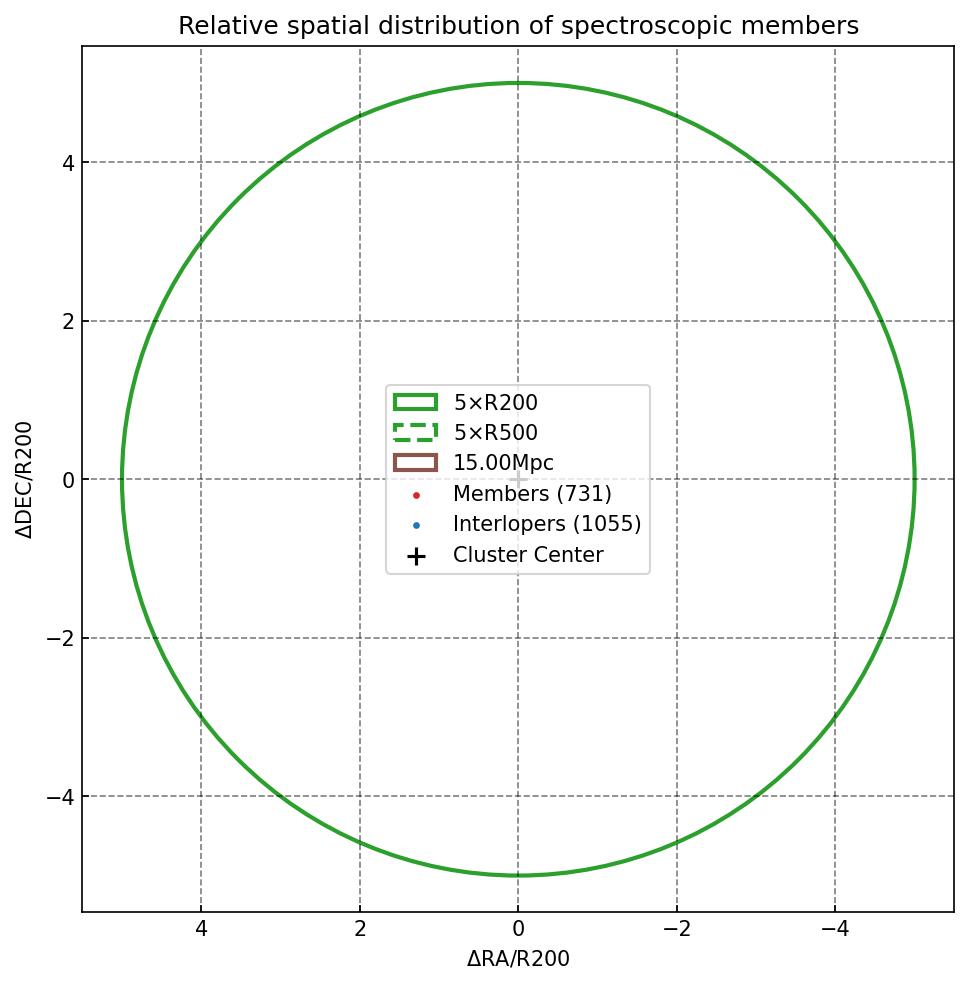 Relative spatial distribution of spectroscopic members
4
2
0
−2
−4
ΔDEC/R200
5×R200
5×R500
15.00Mpc
Members (731)
Interlopers (1055)
Cluster Center
4
2
0
−2
−4
ΔRA/R200